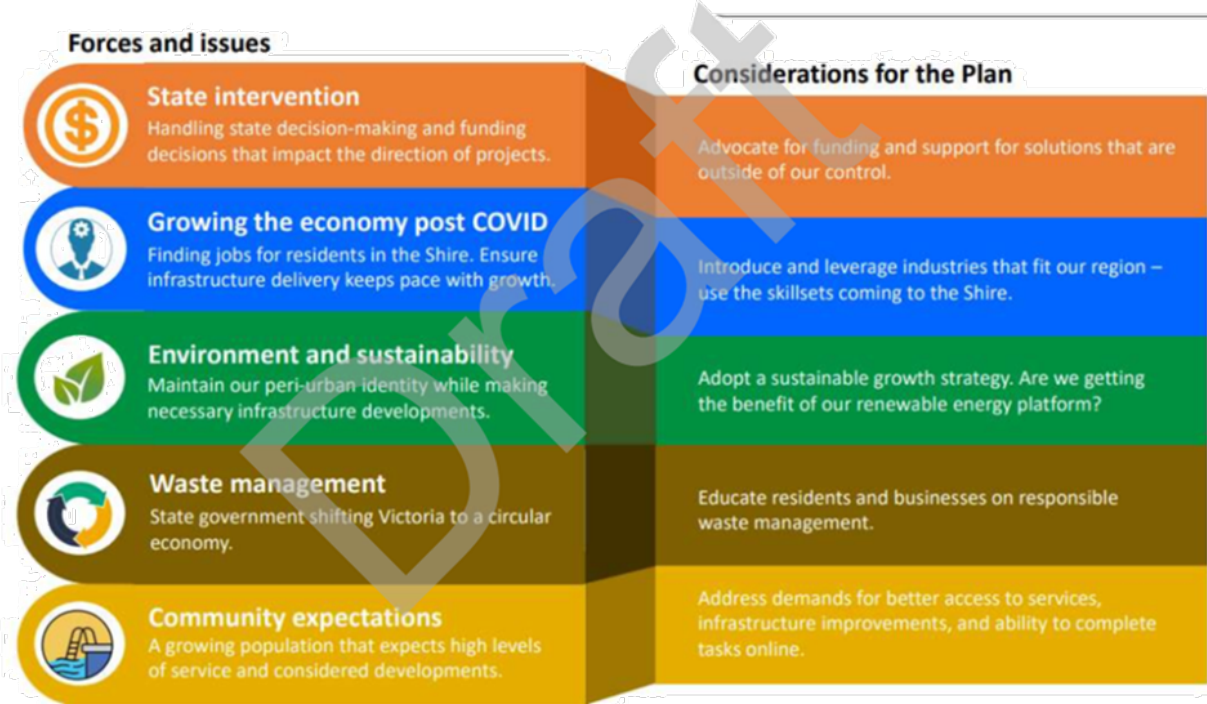 Forces and issues
State intervention
Handling state decision-making and funding
decisions that impact the direction of projects.
Growing the economy post COVID
Finding jobs for residents in the Shire. Ensure
infrastructure delivery keeps pace with growth.
Environment and sustainability
Maintain our peri-urban identity while making
necessary infrastructure developments.
Waste management
State government shifting Victoria to a circular
economy.
Community expectations
A growing population that expects high levels
of service and considered developments.
Considerations for the Plan
Advocate for funding and support for solutions that are
outside of our control.
Introduce and leverage industries that fit our region –
use the skillsets coming to the Shire.
Adopt a sustainable growth strategy. Are we getting
the benefit of our renewable energy platform?
Educate residents and businesses on responsible
waste management.
Address demands for better access to services,
infrastructure improvements, and ability to complete
tasks online.
Draft